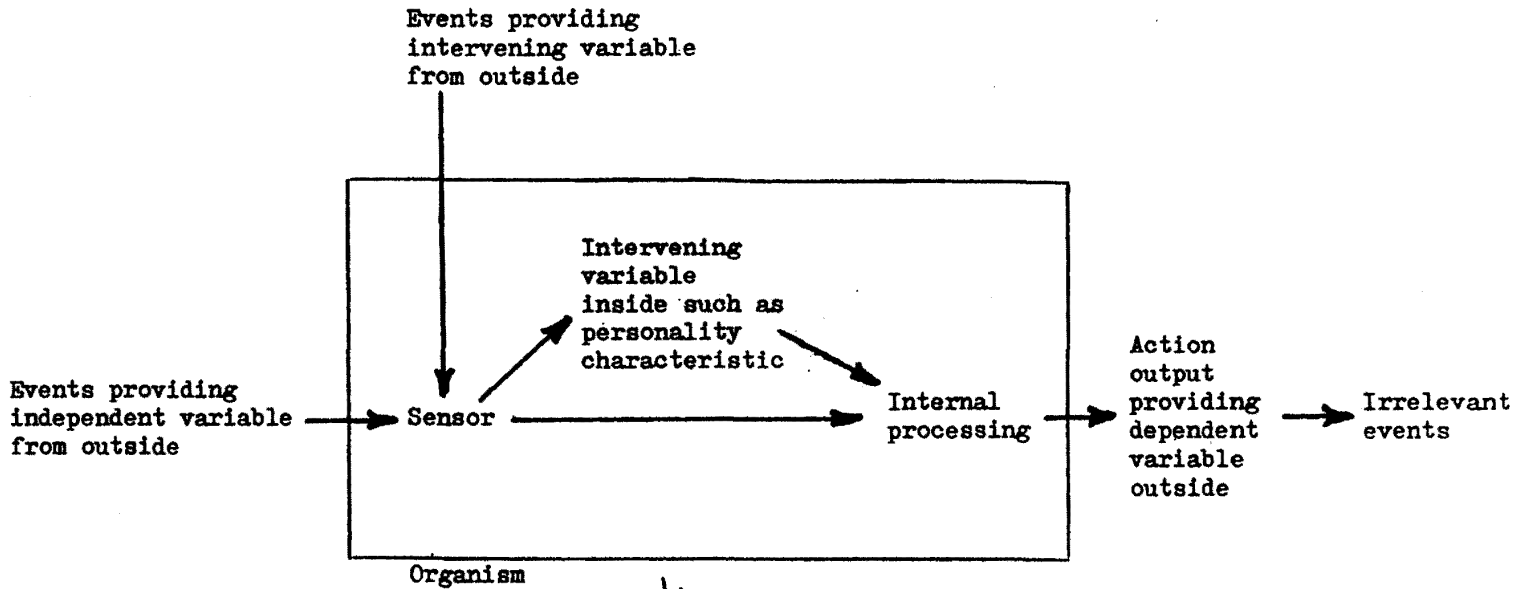 Events providing
intervening variable
from outside
Intervening
variable
inside such as
personality
characteristic
Events providing
independent variable
from outside
Sensor
Internal
processing
Action
output
providing
dependent
variable
outside
Irrelevant
events
Organism